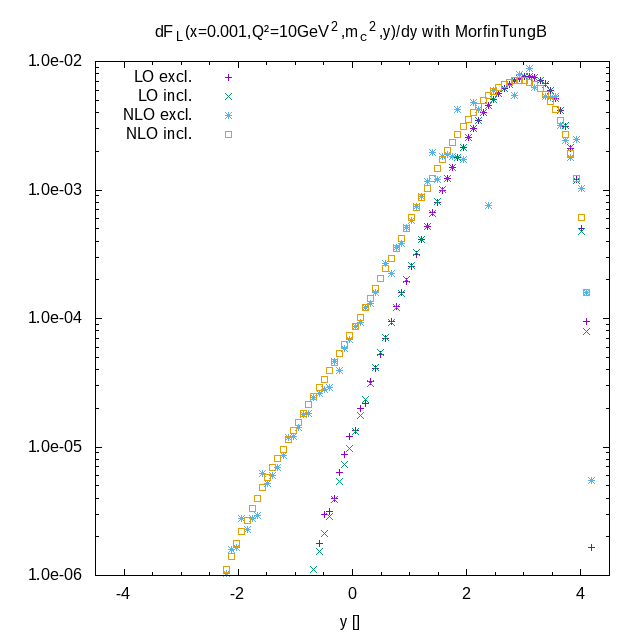 dF_L(x=0.001,Q²=10GeV²,m_c²,y)/dy with MorfinTungB
1.0e-02
LO excl.
LO incl.
NLO excl.
NLO incl.
1.0e-03
1.0e-04
1.0e-05
1.0e-06
-4 -2 0 2 4
y []